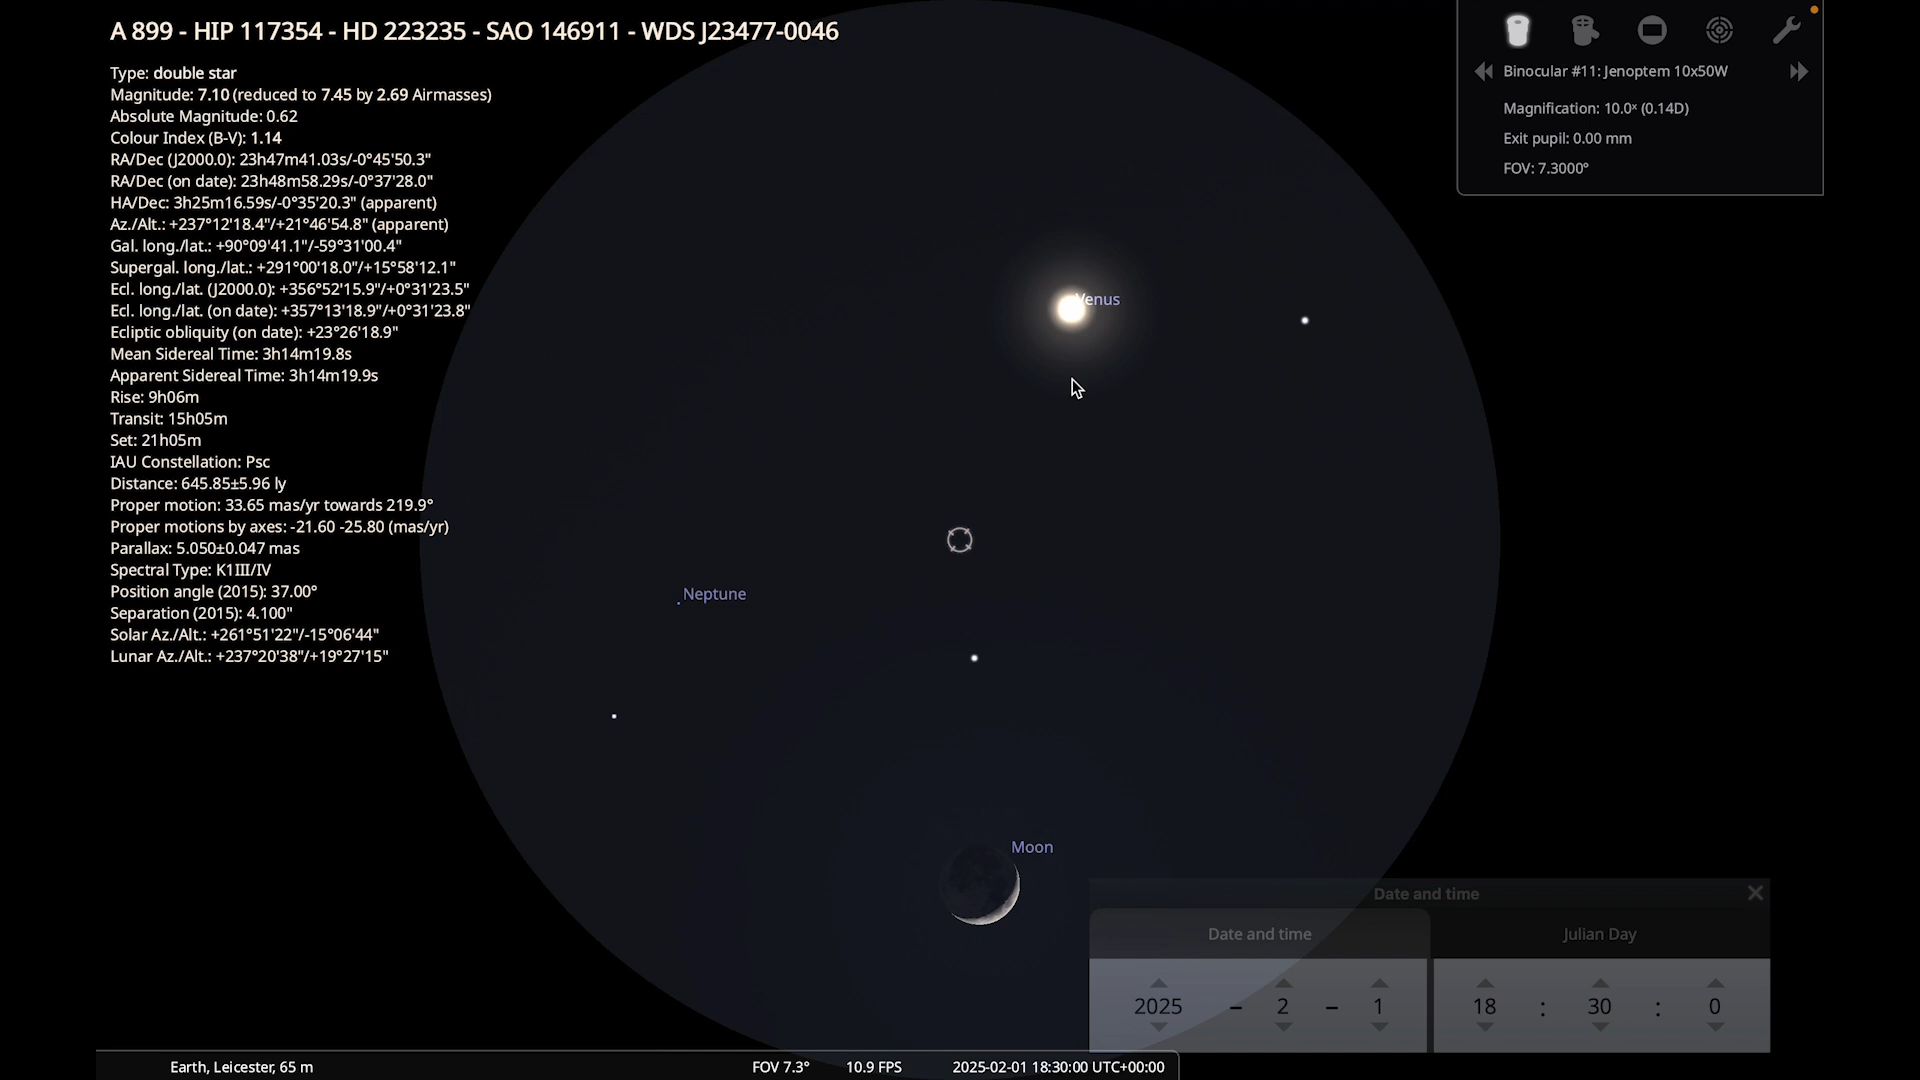 A 899 - HIP 117354 - HD 223235 - SAO 146911 - WDS J23477-0046
Type: double star
Magnitude: 7.10 (reduced to 7.45 by 2.69 Airmasses)
Absolute Magnitude: 0.62
Colour Index (B-V): 1.14
RA/Dec (J2000.0): 23h47m41.03s/-0°45'50.3"
RA/Dec (on date): 23h48m58.29s/-0°37'28.0"
HA/Dec: 3h25m16.59s/-0°35'20.3" (apparent)
Az./Alt.: +237°12'18.4"/+21°46'54.8" (apparent)
Gal. long./lat.: +90°09'41.1"/-59°31'00.4"
Supergal. long./lat.: +291°00'18.0"/+15°58'12.1"
Ecl. long./lat. (J2000.0): +356°52'15.9"/+0°31'23.5"
Ecl. long./lat. (on date): +357°13'18.9"/+0°31'23.8"
Ecliptic obliquity (on date): +23°26'18.9"
Mean Sidereal Time: 3h14m19.8s
Apparent Sidereal Time: 3h14m19.9s
Rise: 9h06m
Transit: 15h05m
Set: 21h05m
IAU Constellation: Psc
Distance: 645.85±5.96 ly
Proper motion: 33.65 mas/yr towards 219.9°
Proper motions by axes: -21.60 -25.80 (mas/yr)
Parallax: 5.050±0.047 mas
Spectral Type: K1III/IV
Position angle (2015): 37.00°
Separation (2015): 4.100"
Solar Az./Alt.: +261°51'22"/-15°06'44"
Lunar Az./Alt.: +237°20'38"/+19°27'15"
Binocular #11: Jenoptem 10x50W
Magnification: 10.0ˣ (0.14D)
Exit pupil: 0.00 mm
FOV: 7.3000°
Venus
Neptune
Moon
Date and time
Date and time Julian Day
2025 – 2 – 1 18 : 30 : 0
Earth, Leicester, 65 m FOV 7.3° 10.9 FPS 2025-02-01 18:30:00 UTC+00:00